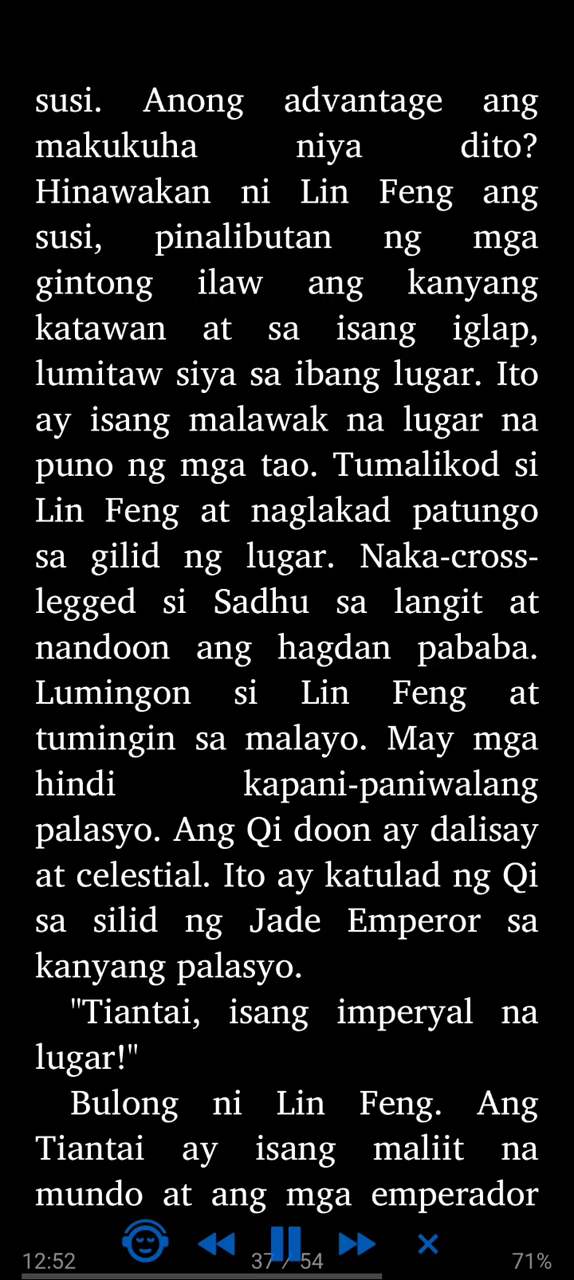 susi. Anong advantage ang
makukuha niya dito?
Hinawakan ni Lin Feng ang
susi, pinalibutan ng mga
gintong ilaw ang kanyang
katawan at sa isang iglap,
lumitaw siya sa ibang lugar. Ito
ay isang malawak na lugar na
puno ng mga tao. Tumalikod si
Lin Feng at naglakad patungo
sa gilid ng lugar. Naka-cross-
legged si Sadhu sa langit at
nandoon ang hagdan pababa.
Lumingon si Lin Feng at
tumingin sa malayo. May mga
hindi kapani-paniwalang
palasyo. Ang Qi doon ay dalisay
at celestial. Ito ay katulad ng Qi
sa silid ng Jade Emperor sa
kanyang palasyo.
"Tiantai, isang imperyal na
lugar!"
Bulong ni Lin Feng. Ang
Tiantai ay isang maliit na
mundo at ang mga emperador
12:52 37 / 54 71%